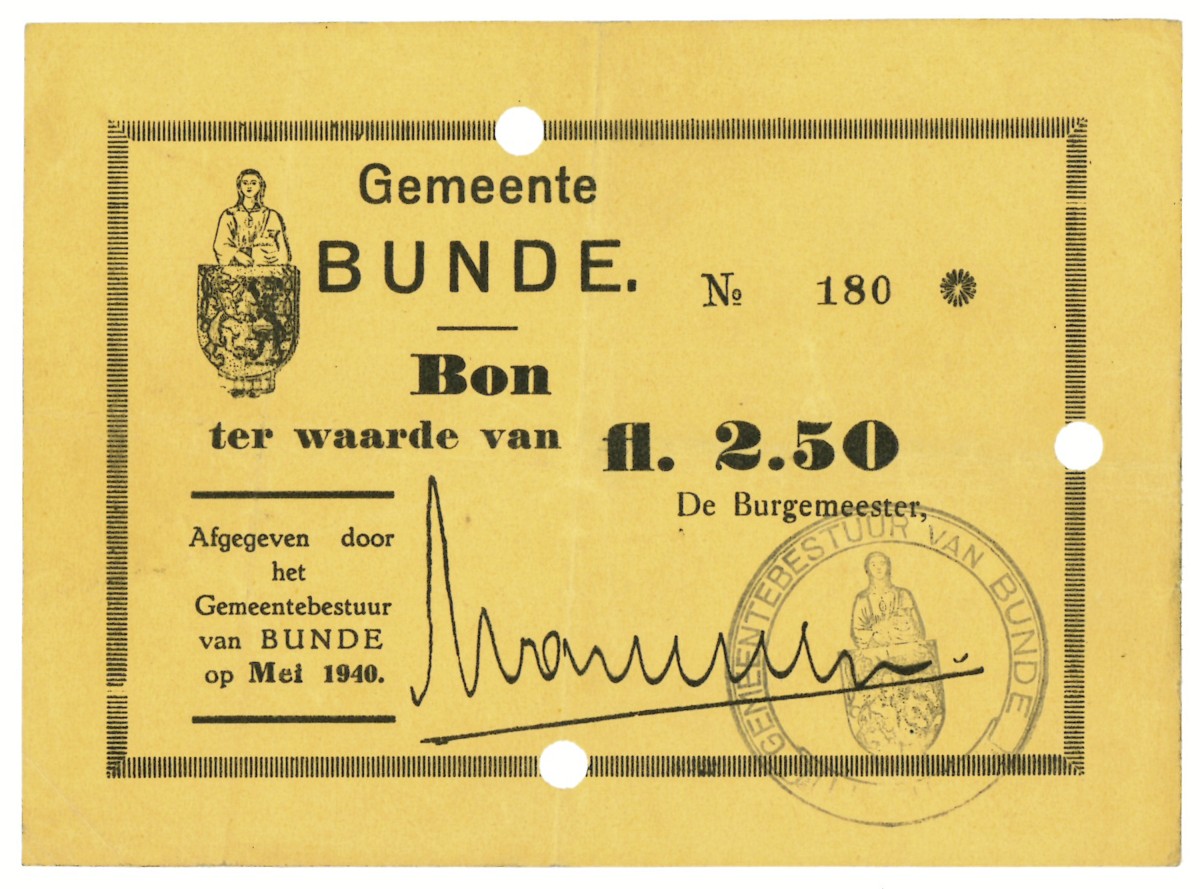 Gemeente
BUNDE.
№ 180
Bon
ter waarde van fl. 2.50
De Burgemeester,
Afgegeven door
het
Gemeentebestuur
van BUNDE
op Mei 1940.
GEMEENTEBESTUUR VAN BUNDE